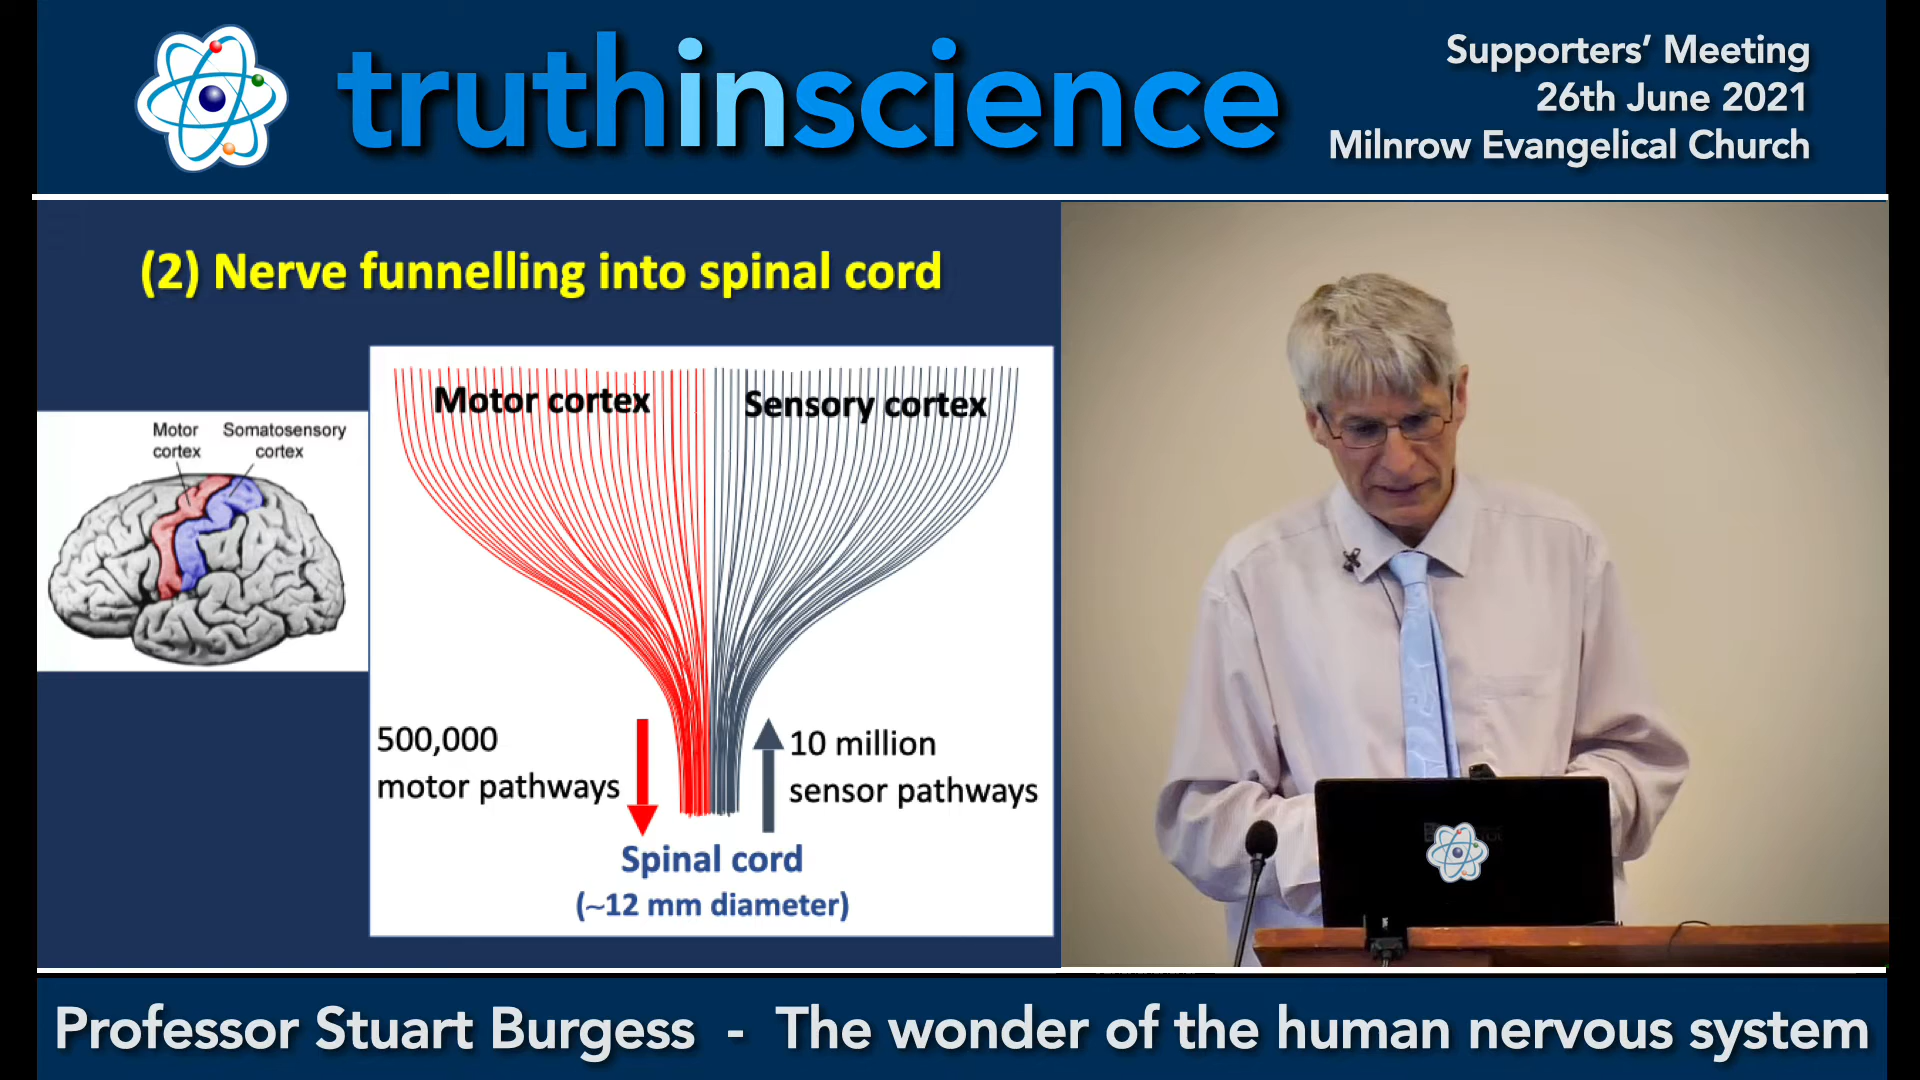 truthinscience
Supporters' Meeting
26th June 2021
Milnrow Evangelical Church
(2) Nerve funnelling into spinal cord
Motor
cortex
Somatosensory
cortex
Motor cortex
Sensory cortex
500,000
motor pathways
10 million
sensor pathways
Spinal cord
(~12 mm diameter)
Professor Stuart Burgess - The wonder of the human nervous system